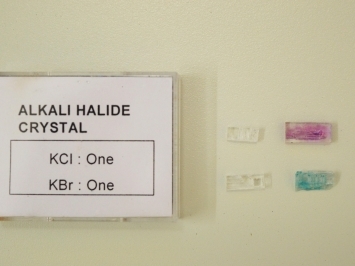 ALKALI HALIDE
CRYSTAL
KCl : One
KBr : One